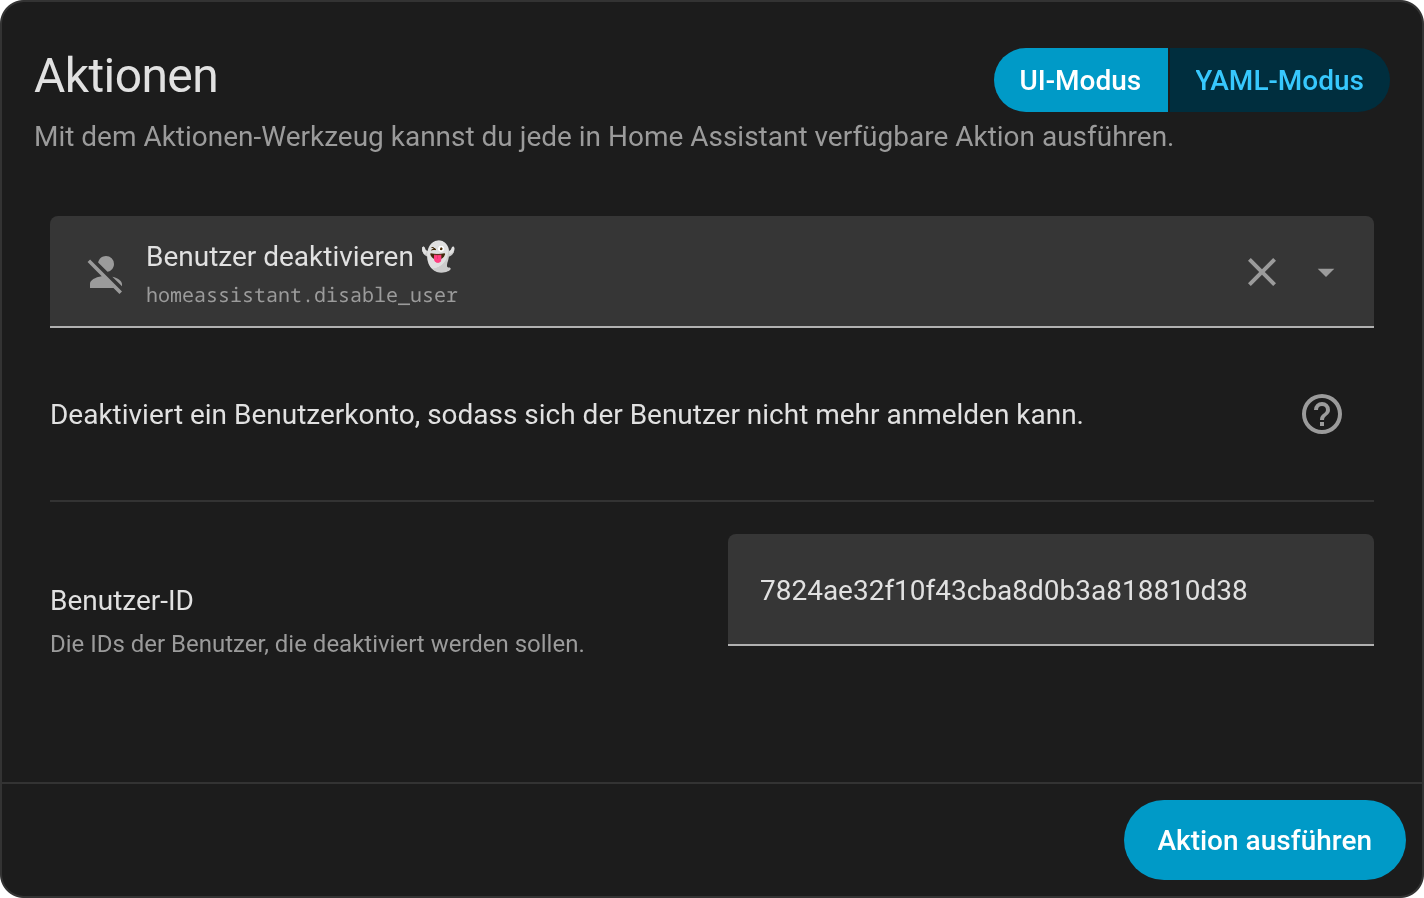 Aktionen
UI-Modus
YAML-Modus
Mit dem Aktionen-Werkzeug kannst du jede in Home Assistant verfügbare Aktion ausführen.
Benutzer deaktivieren 👻
homeassistant.disable_user
Deaktiviert ein Benutzerkonto, sodass sich der Benutzer nicht mehr anmelden kann.
Benutzer-ID
Die IDs der Benutzer, die deaktiviert werden sollen.
7824ae32f10f43cba8d0b3a818810d38
Aktion ausführen